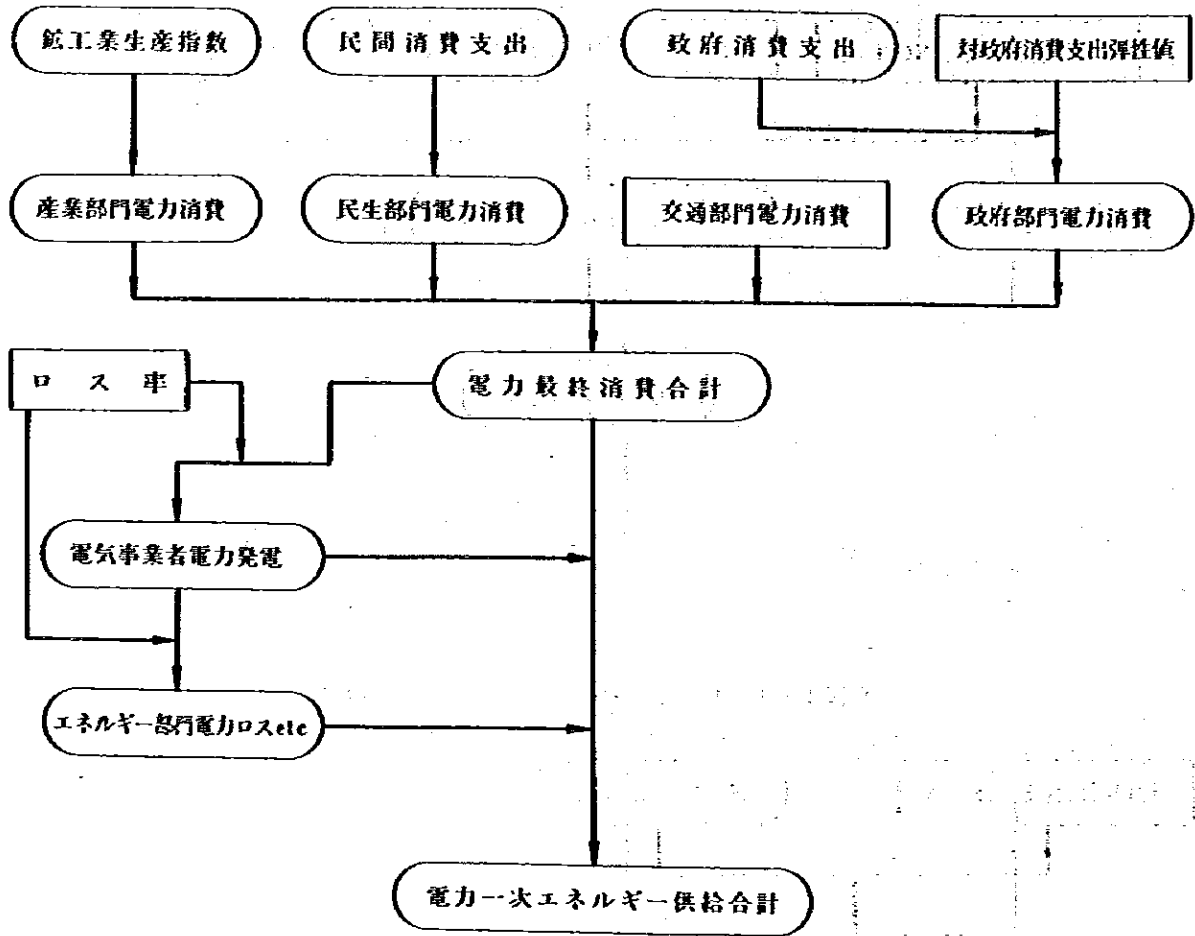 鉱工業生産指数
民間消費支出
政府消費支出
対政府消費支出弾性値
産業部門電力消費
民生部門電力消費
交通部門電力消費
政府部門電力消費
ロス率
電力最終消費合計
電気事業者電力発電
エネルギー部門電力ロスetc
電力一次エネルギー供給合計